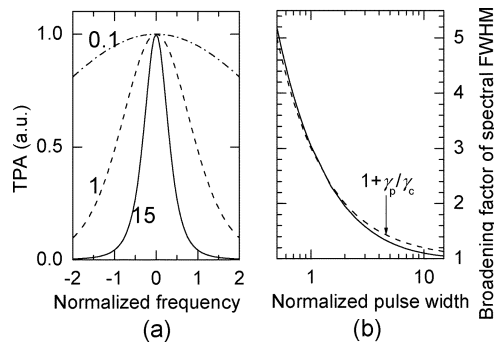 TPA (a.u.)
1.0
0.5
0.0
0.1
1
15
-2
-1
0
1
2
Normalized frequency
(a)
1+γp/γc
5
4
3
2
1
Broadening factor of spectral FWHM
1
10
Normalized pulse width
(b)